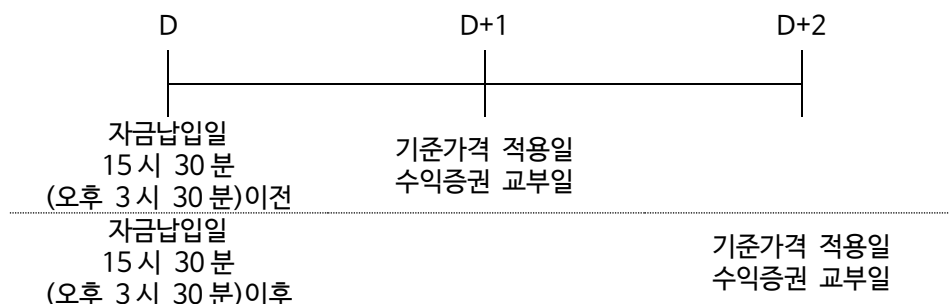 D D+1 D+2
자금납입일
15시 30분
(오후 3시 30분)이전
기준가격 적용일
수익증권 교부일
자금납입일
15시 30분
(오후 3시 30분)이후
기준가격 적용일
수익증권 교부일